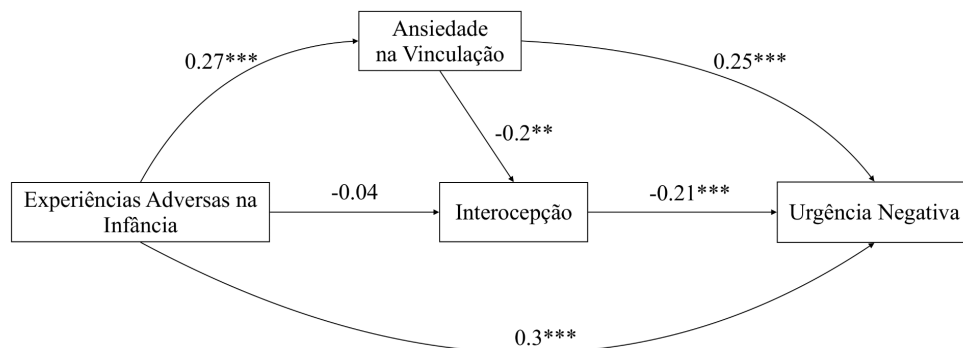 Ansiedade
na Vinculação
0.27***
0.25***
-0.2**
Experiências Adversas na
Infância
-0.04
Interocepção
-0.21***
Urgência Negativa
0.3***